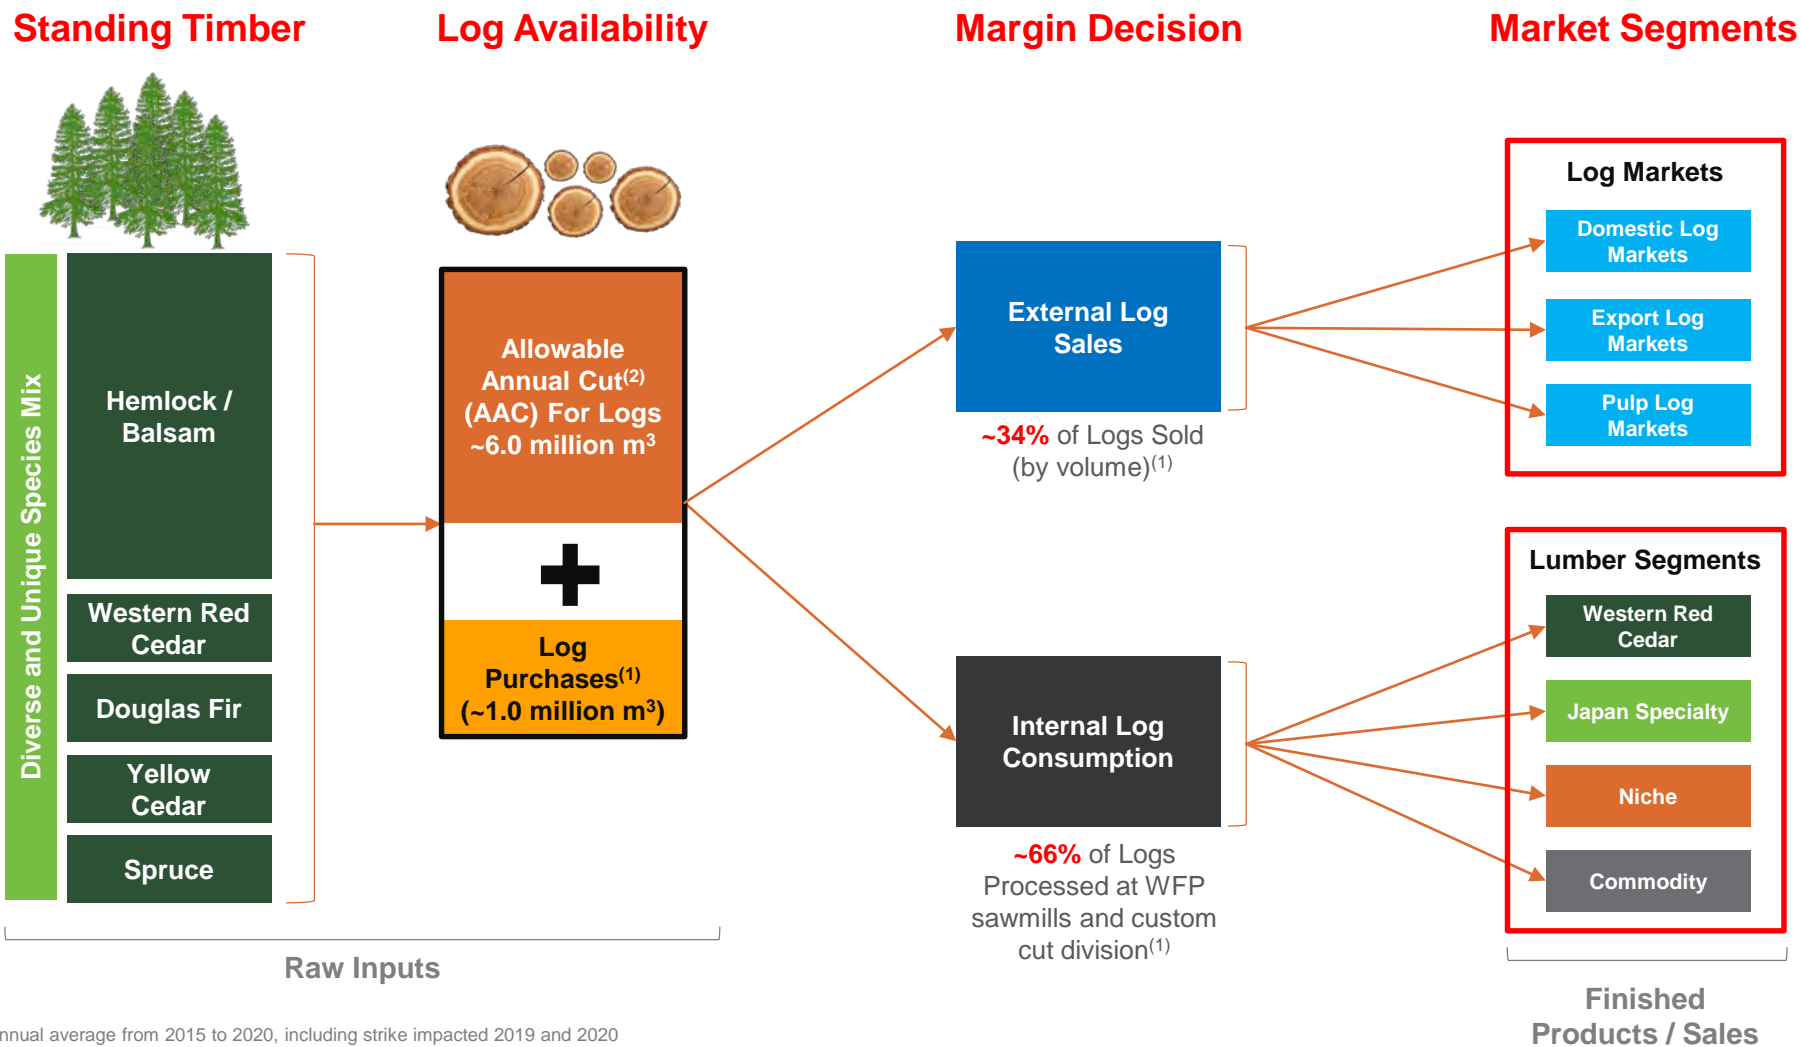 Standing Timber
Log Availability
Margin Decision
Market Segments
Diverse and Unique Species Mix
Hemlock /
Balsam
Western Red
Cedar
Douglas Fir
Yellow
Cedar
Spruce
Allowable
Annual Cut(2)
(AAC) For Logs
~6.0 million m3
Log
Purchases(1)
(~1.0 million m3)
Raw Inputs
External Log
Sales
~34% of Logs Sold
(by volume)(1)
Internal Log
Consumption
~66% of Logs
Processed at WFP
sawmills and custom
cut division(1)
Log Markets
Domestic Log
Markets
Export Log
Markets
Pulp Log
Markets
Lumber Segments
Western Red
Cedar
Japan Specialty
Niche
Commodity
Finished
Products / Sales
average from 2015 to 2020, including strike impacted 2019 and 2020